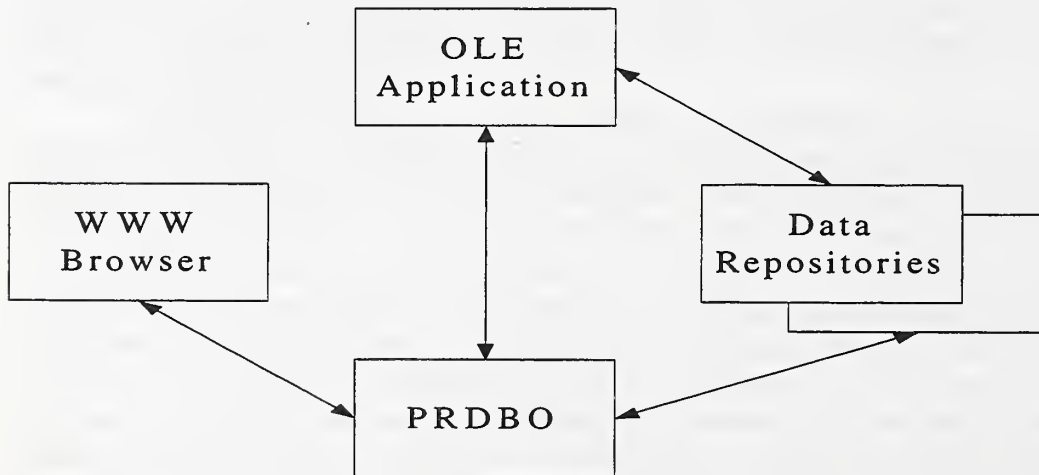 OLE
Application
WWW
Browser
Data
Repositories
PRDBO